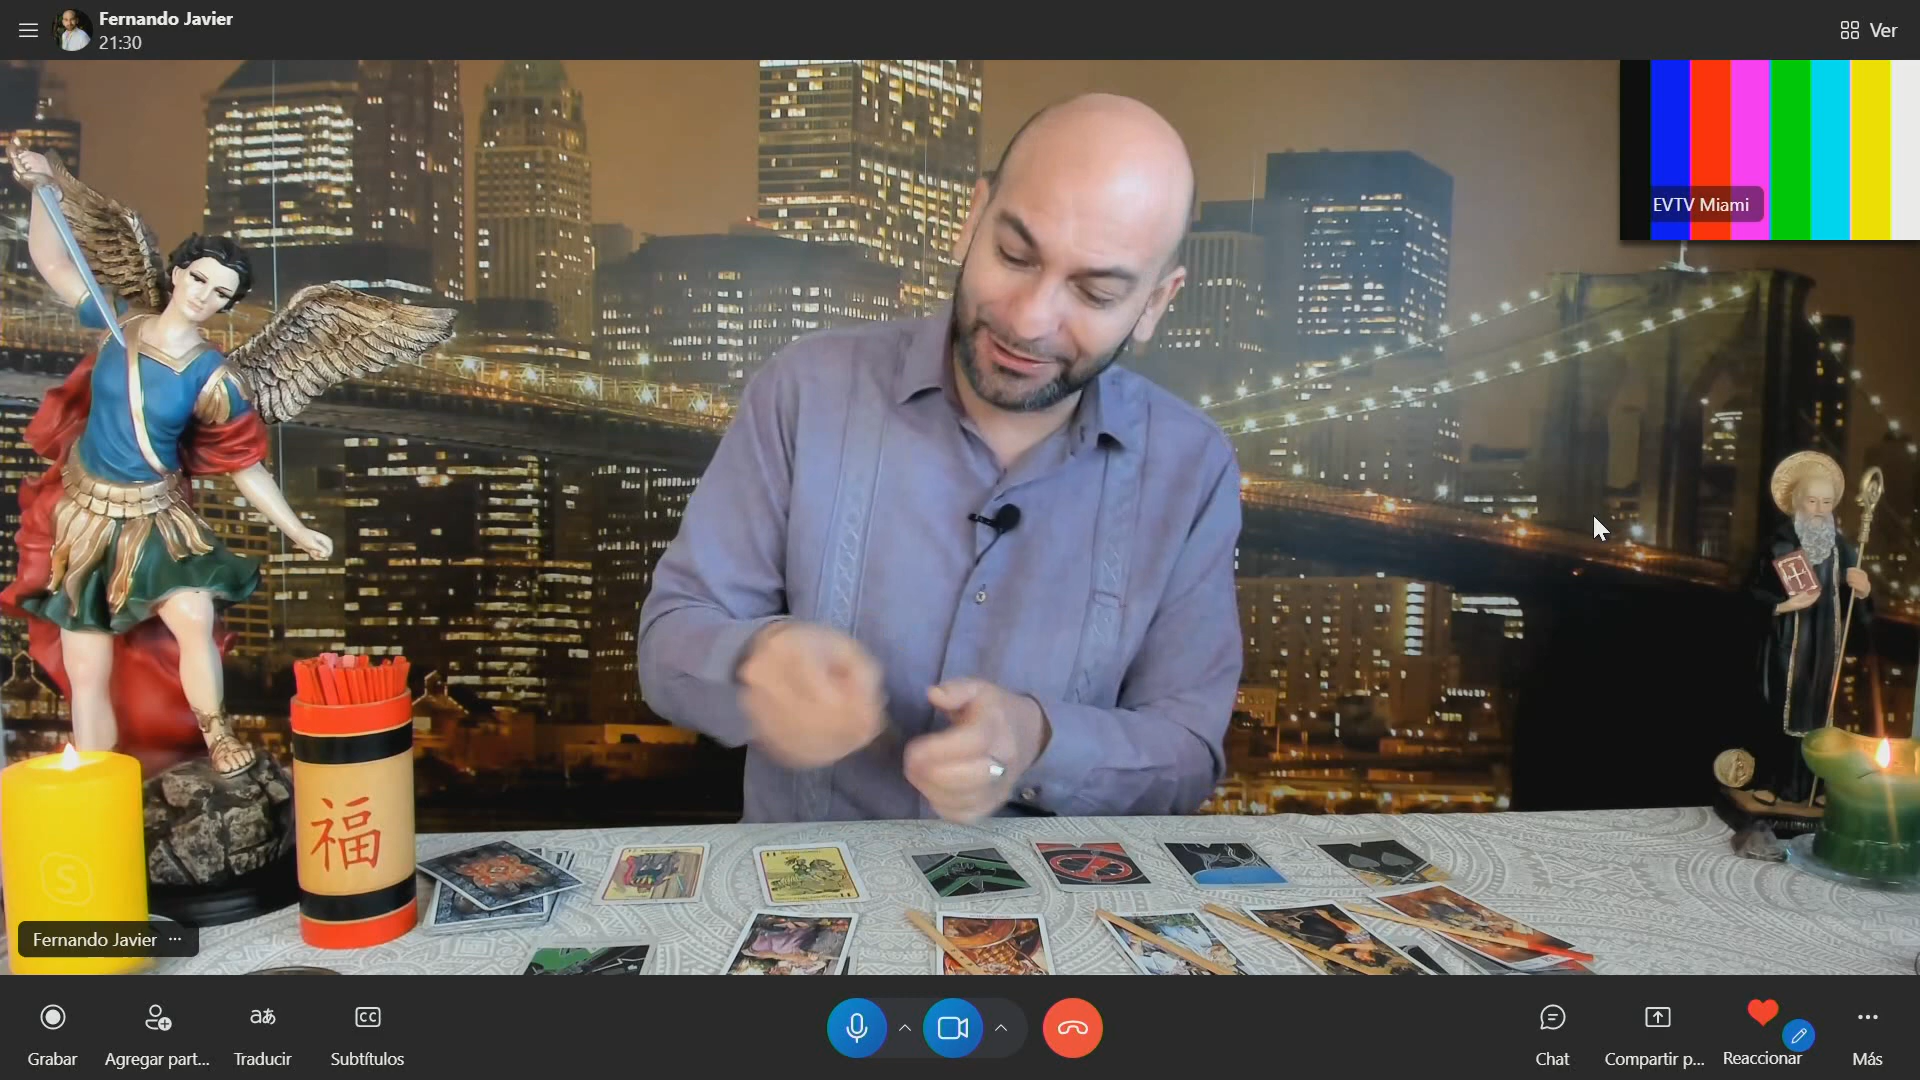 Fernando Javier
21:30
Ver
EVTV Miami
福
Fernando Javier
Grabar
Agregar part...
Traducir
Subtítulos
Chat
Compartir p...
Reaccionar
Más